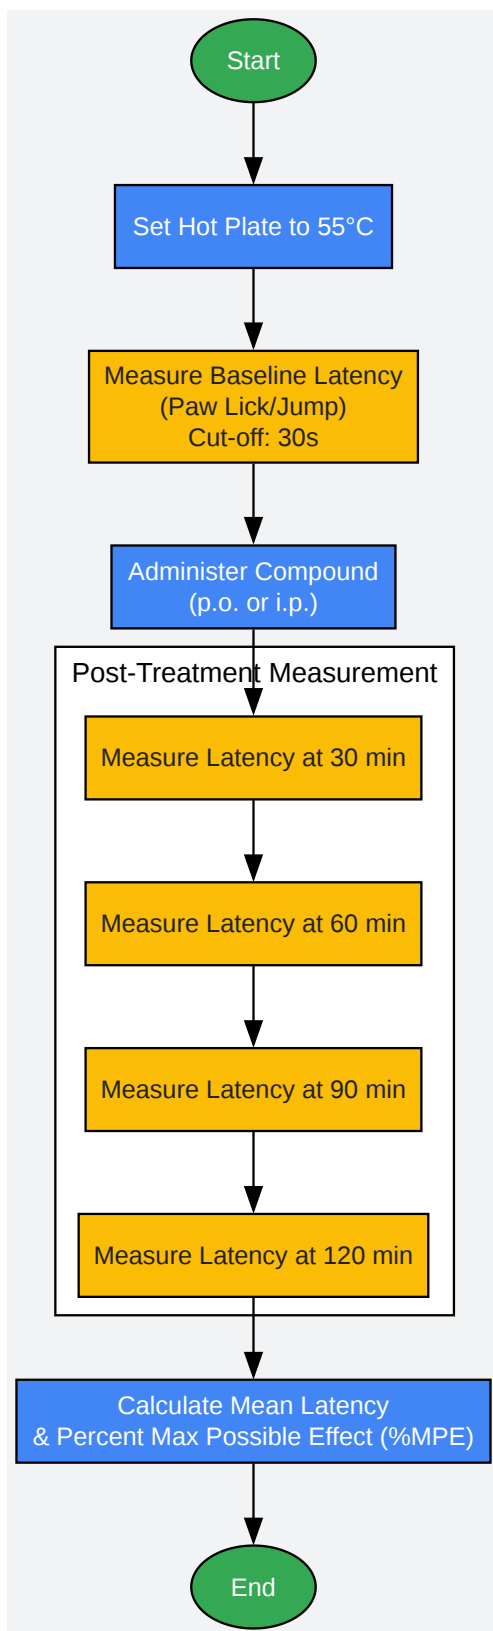 Start
Set Hot Plate to 55°C
Measure Baseline Latency
(Paw Lick/Jump)
Cut-off: 30s
Administer Compound
(p.o. or i.p.)
Post-Treatment Measurement
Measure Latency at 30 min
Measure Latency at 60 min
Measure Latency at 90 min
Measure Latency at 120 min
Calculate Mean Latency
& Percent Max Possible Effect (%MPE)
End